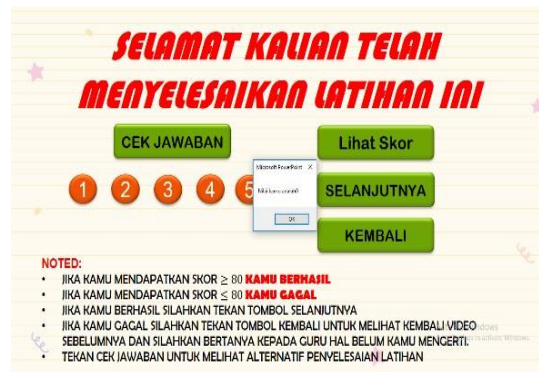 SELAMAT KALIAN TELAH
MENYELESAIKAN LATIHAN INI
CEK JAWABAN
Lihat Skor
Microsoft PowerPoint
1 2 3 4 5
SELANJUTNYA
OK
KEMBALI
NOTED:
• JIKA KAMU MENDAPATKAN SKOR ≥ 80 KAMU BERHASIL
• JIKA KAMU MENDAPATKAN SKOR ≤ 80 KAMU GAGAL
• JIKA KAMU BERHASIL SILAHKAN TEKAN TOMBOL SELANJUTNYA
• JIKA KAMU GAGAL SILAHKAN TEKAN TOMBOL KEMBALI UNTUK MELIHAT KEMBALI VIDEO
SEBELUMNYA DAN SILAHKAN BERTANYA KEPADA GURU HAL BELUM KAMU MENGERTI.
• TEKAN CEK JAWABAN UNTUK MELIHAT ALTERNATIF PENYELESAIAN LATIHAN